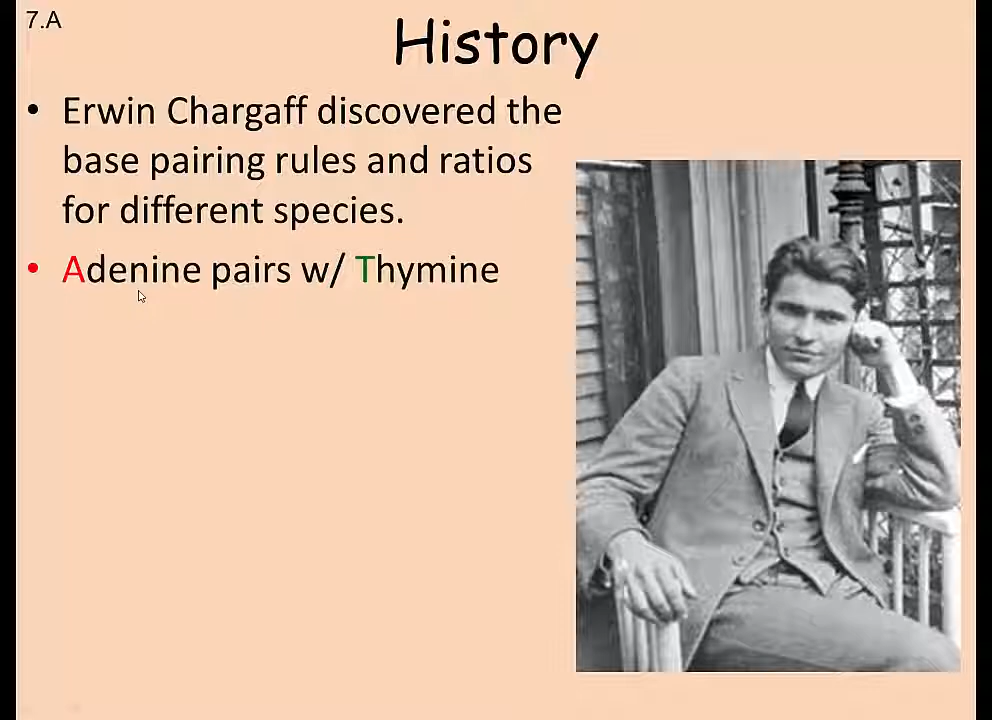 7.A
History
• Erwin Chargaff discovered the
base pairing rules and ratios
for different species.
• Adenine pairs w/ Thymine